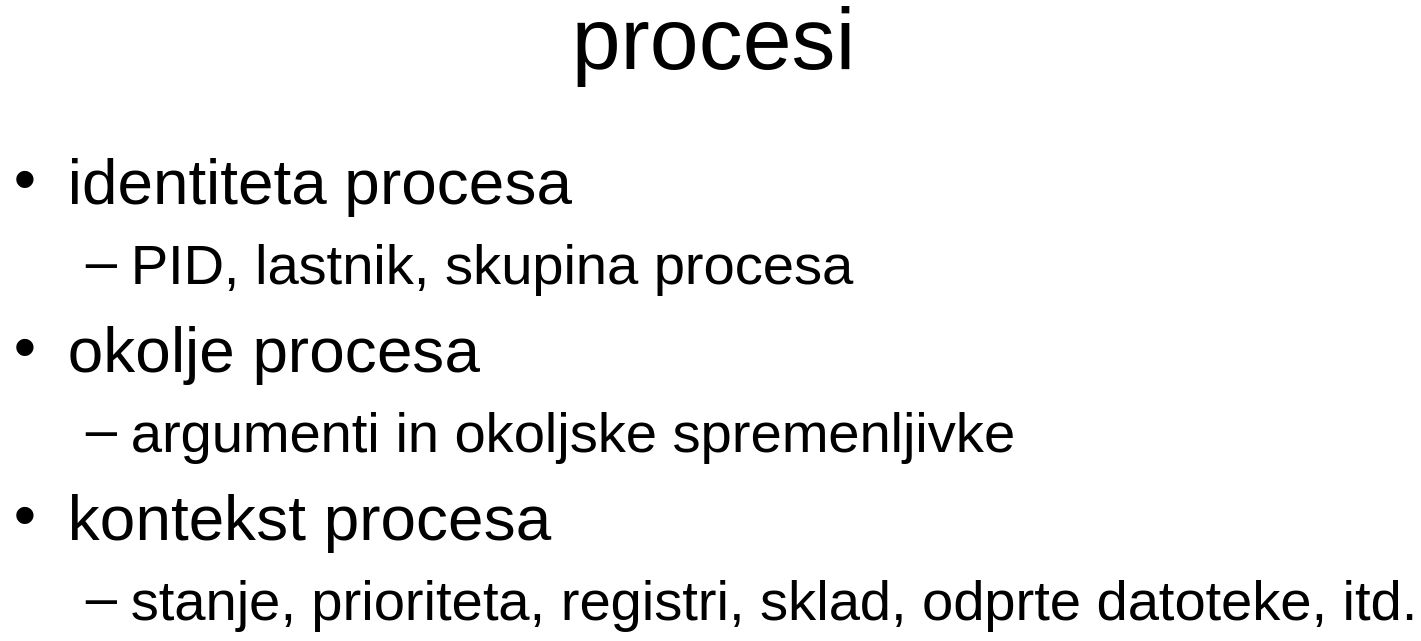 procesi
• identiteta procesa
– PID, lastnik, skupina procesa
• okolje procesa
– argumenti in okoljske spremenljivke
• kontekst procesa
– stanje, prioriteta, registri, sklad, odprte datoteke, itd.